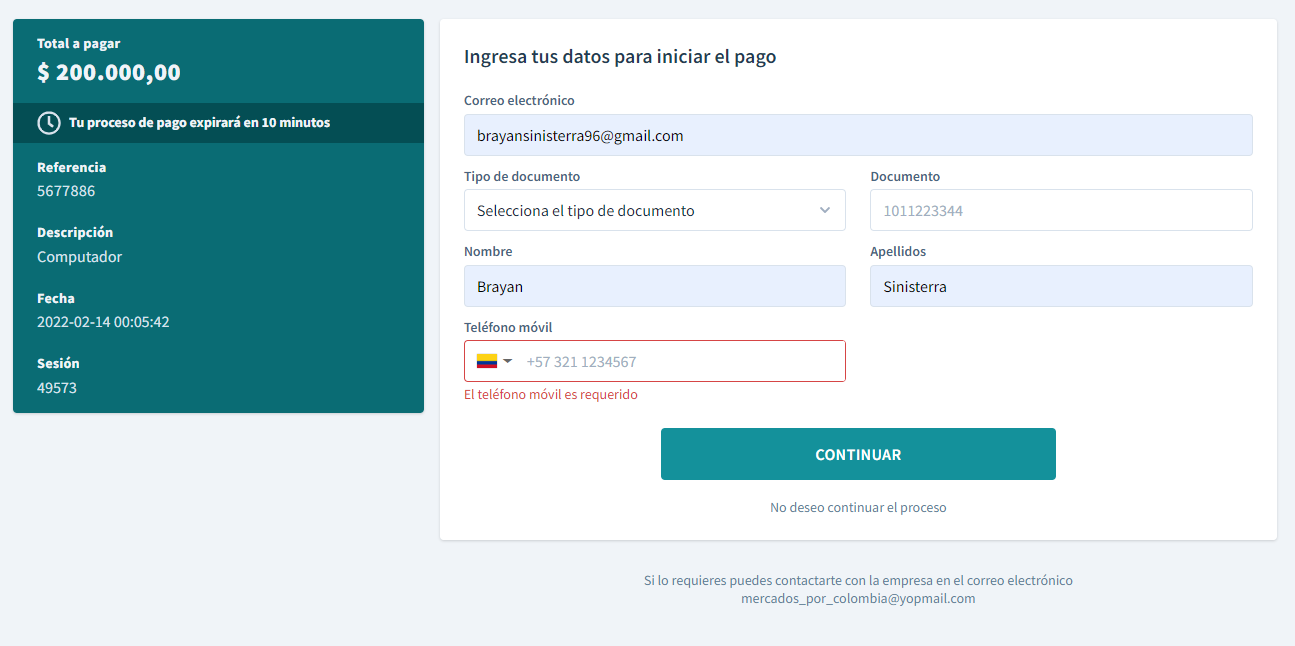 Total a pagar
$ 200.000,00
Tu proceso de pago expirará en 10 minutos
Referencia
5677886
Descripción
Computador
Fecha
2022-02-14 00:05:42
Sesión
49573
Ingresa tus datos para iniciar el pago
Correo electrónico
brayansinisterra96@gmail.com
Tipo de documento
Selecciona el tipo de documento
Documento
1011223344
Nombre
Brayan
Apellidos
Sinisterra
Teléfono móvil
+57 321 1234567
El teléfono móvil es requerido
CONTINUAR
No deseo continuar el proceso
Si lo requieres puedes contactarte con la empresa en el correo electrónico
mercados_por_colombia@yopmail.com